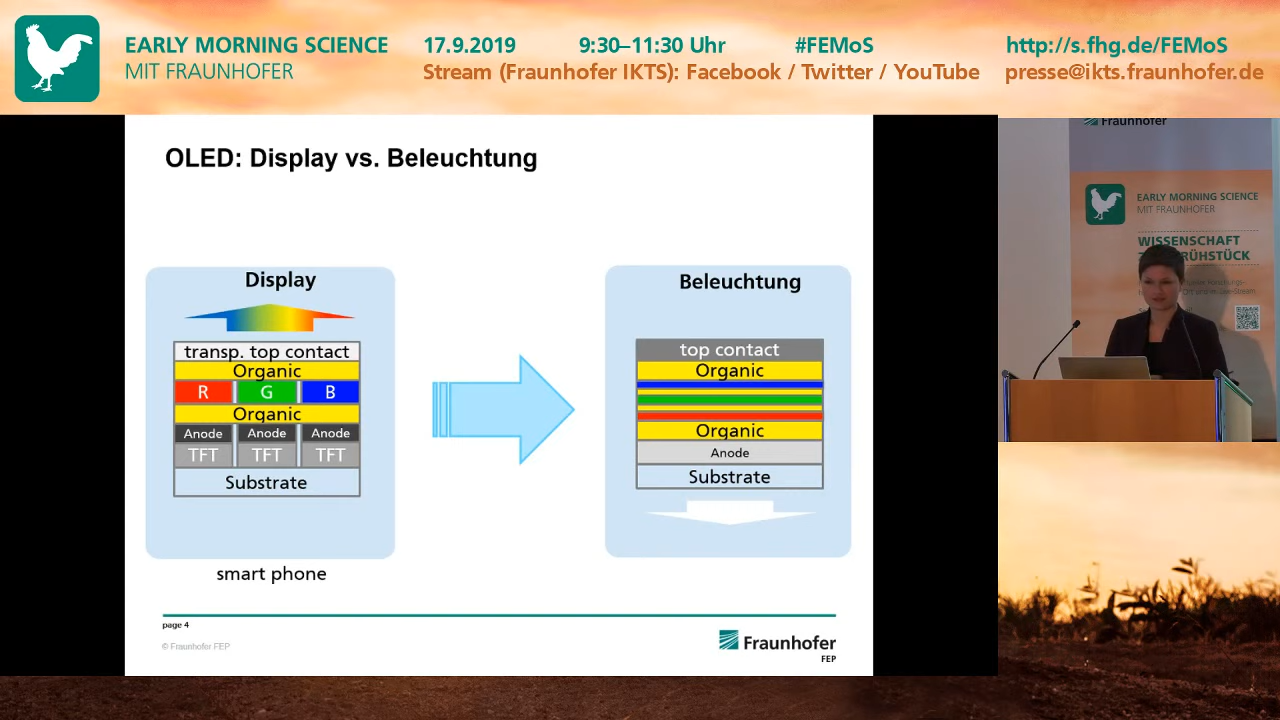 EARLY MORNING SCIENCE
MIT FRAUNHOFER
17.9.2019 9:30–11:30 Uhr #FEMoS
Stream (Fraunhofer IKTS): Facebook / Twitter / YouTube
http://s.fhg.de/FEMoS
presse@ikts.fraunhofer.de
OLED: Display vs. Beleuchtung
Display
transp. top contact
Organic
R G B
Organic
Anode Anode Anode
TFT TFT TFT
Substrate
smart phone
Beleuchtung
top contact
Organic
Organic
Anode
Substrate
page 4
© Fraunhofer FEP
Fraunhofer
FEP
Fraunhofer
EARLY MORNING SCIENCE
MIT FRAUNHOFER
WISSENSCHAFT